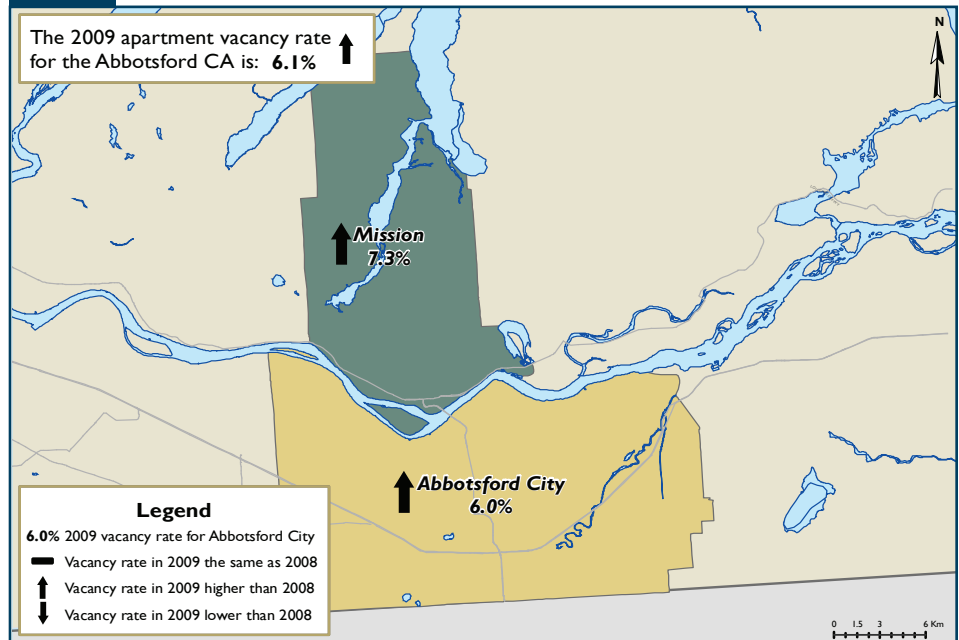 The 2009 apartment vacancy rate
for the Abbotsford CA is: 6.1%
N
Mission
7.3%
Abbotsford City
6.0%
Legend
6.0% 2009 vacancy rate for Abbotsford City
Vacancy rate in 2009 the same as 2008
Vacancy rate in 2009 higher than 2008
Vacancy rate in 2009 lower than 2008
0 1.5 3 6 Km